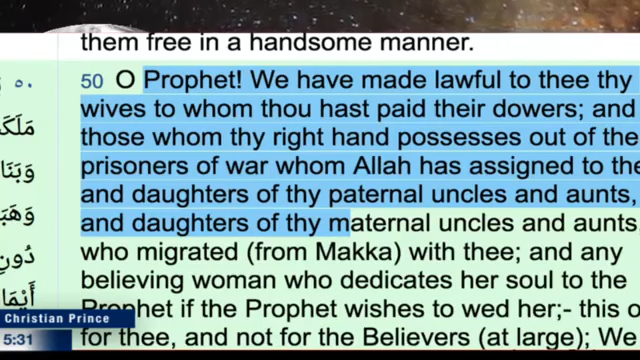 them free in a handsome manner.
50 O Prophet! We have made lawful to thee thy
wives to whom thou hast paid their dowers; and
those whom thy right hand possesses out of the
prisoners of war whom Allah has assigned to the
and daughters of thy paternal uncles and aunts,
and daughters of thy maternal uncles and aunts,
who migrated (from Makka) with thee; and any
believing woman who dedicates her soul to the
Prophet if the Prophet wishes to wed her;- this o
for thee, and not for the Believers (at large); We
٥٠
وَبَنَا
دُونِ
Christian Prince
5:31